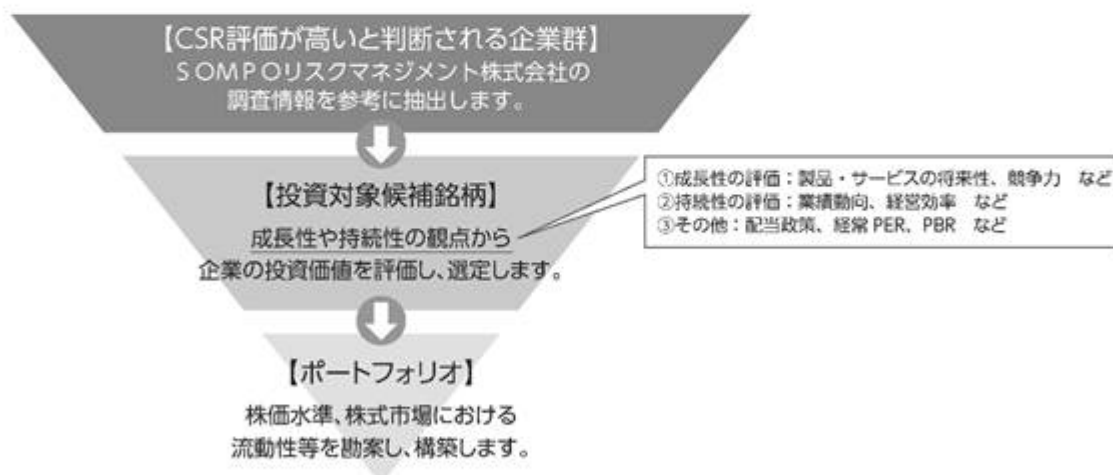 【CSR評価が高いと判断される企業群】
SOMPOリスクマネジメント株式会社の
調査情報を参考に抽出します。
【投資対象候補銘柄】
成長性や持続性の観点から
企業の投資価値を評価し、選定します。
①成長性の評価：製品・サービスの将来性、競争力　など
②持続性の評価：業績動向、経営効率　など
③その他：配当政策、経常 PER、PBR　など
【ポートフォリオ】
株価水準、株式市場における
流動性等を勘案し、構築します。